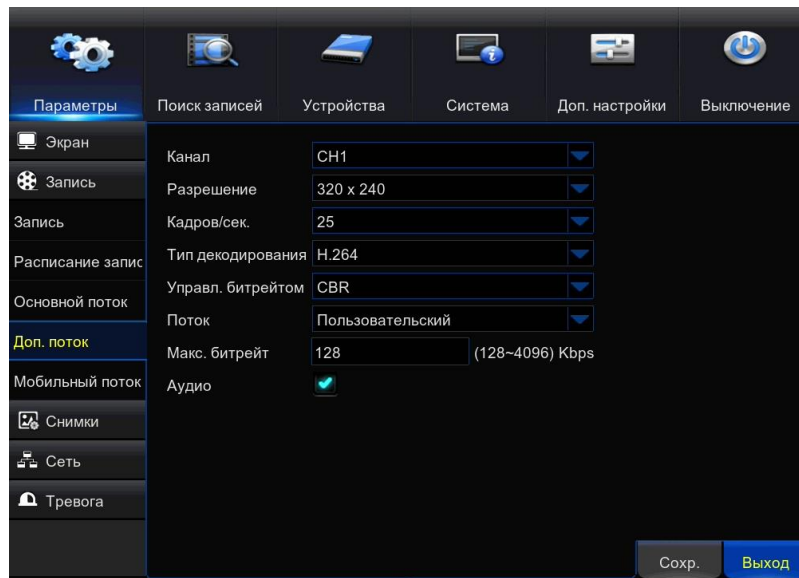 Параметры Поиск записей Устройства Система Доп. настройки Выключение
Экран
Запись
Запись
Расписание запис
Основной поток
Доп. поток
Мобильный поток
Снимки
Сеть
Тревога
Канал CH1
Разрешение 320 x 240
Кадров/сек. 25
Тип декодирования H.264
Управл. битрейтом CBR
Поток Пользовательский
Макс. битрейт 128 (128~4096) Kbps
Аудио
Сохр. Выход